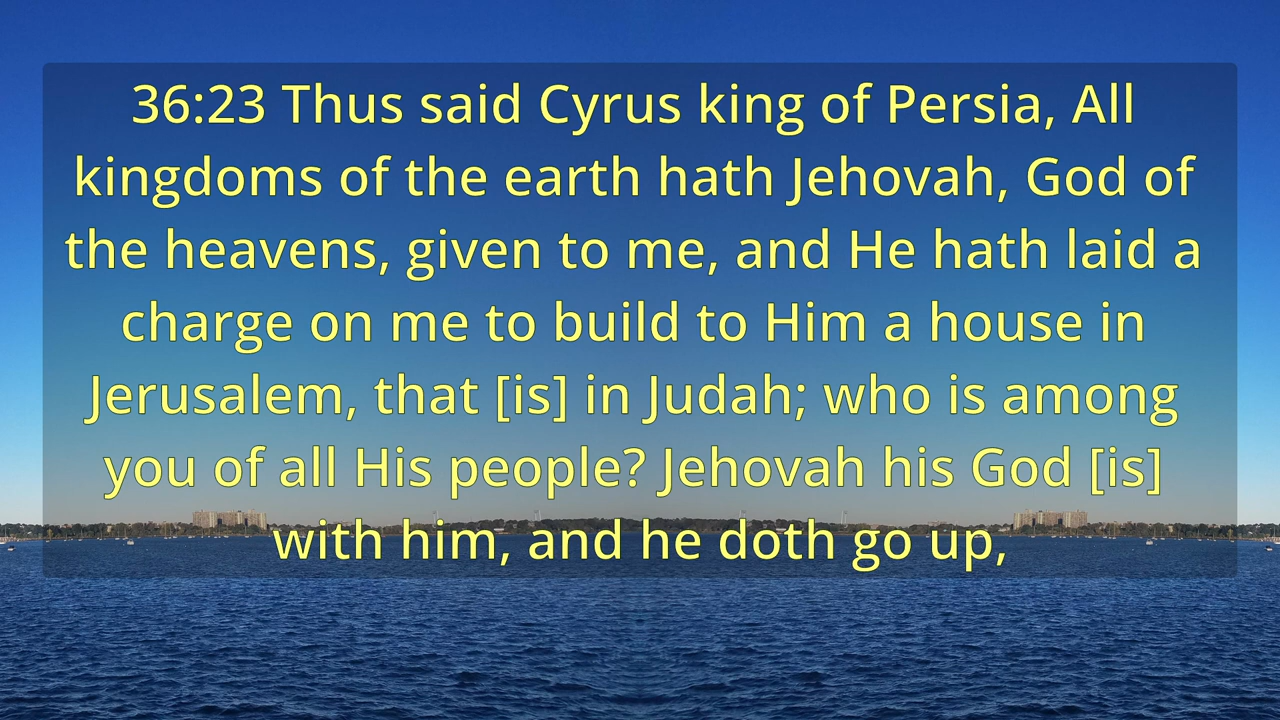 36:23 Thus said Cyrus king of Persia, All
kingdoms of the earth hath Jehovah, God of
the heavens, given to me, and He hath laid a
charge on me to build to Him a house in
Jerusalem, that [is] in Judah; who is among
you of all His people? Jehovah his God [is]
with him, and he doth go up,